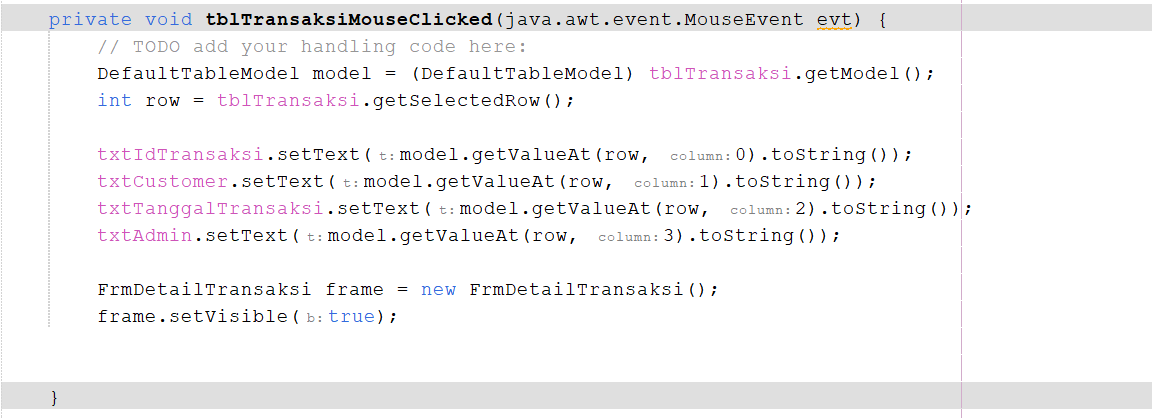 private void tblTransaksiMouseClicked(java.awt.event.MouseEvent evt) {
// TODO add your handling code here:
DefaultTableModel model = (DefaultTableModel) tblTransaksi.getModel();
int row = tblTransaksi.getSelectedRow();
txtIdTransaksi.setText( t: model.getValueAt(row, column: 0).toString());
txtCustomer.setText( t: model.getValueAt(row, column: 1).toString());
txtTanggalTransaksi.setText( t: model.getValueAt(row, column: 2).toString());
txtAdmin.setText( t: model.getValueAt(row, column: 3).toString());
FrmDetailTransaksi frame = new FrmDetailTransaksi();
frame.setVisible( b: true);
}